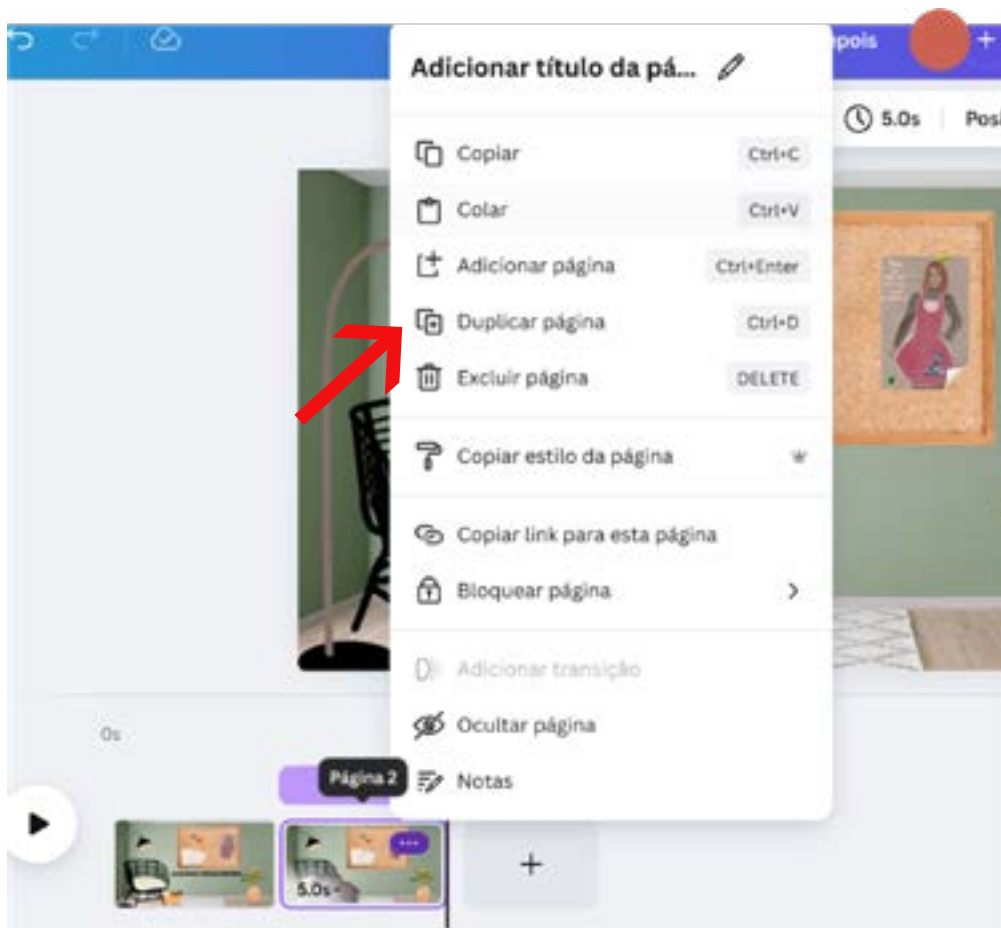 epois
Adicionar título da pá...
5.0s
Posi
Copiar
Ctrl+C
Colar
Ctrl+V
Adicionar página
Ctrl+Enter
Duplicar página
Ctrl+D
Excluir página
DELETE
Copiar estilo da página
Copiar link para esta página
Bloquear página
Adicionar transição
Ocultar página
0s
Página 2
Notas
5.0s